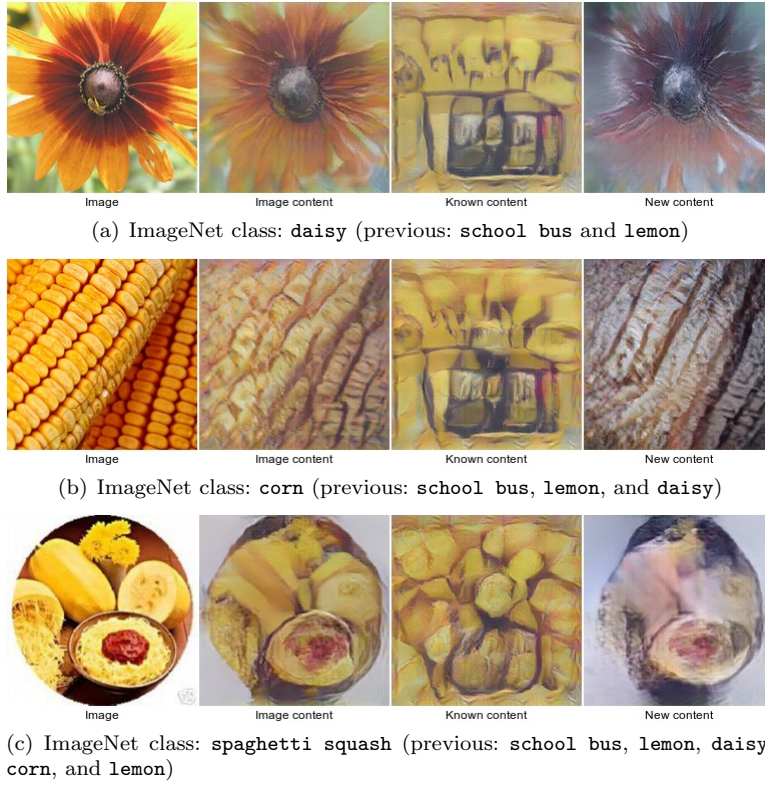 Image Image content Known content New content
(a) ImageNet class: daisy (previous: school bus and lemon)
Image Image content Known content New content
(b) ImageNet class: corn (previous: school bus, lemon, and daisy)
Image Image content Known content New content
(c) ImageNet class: spaghetti squash (previous: school bus, lemon, daisy
corn, and lemon)